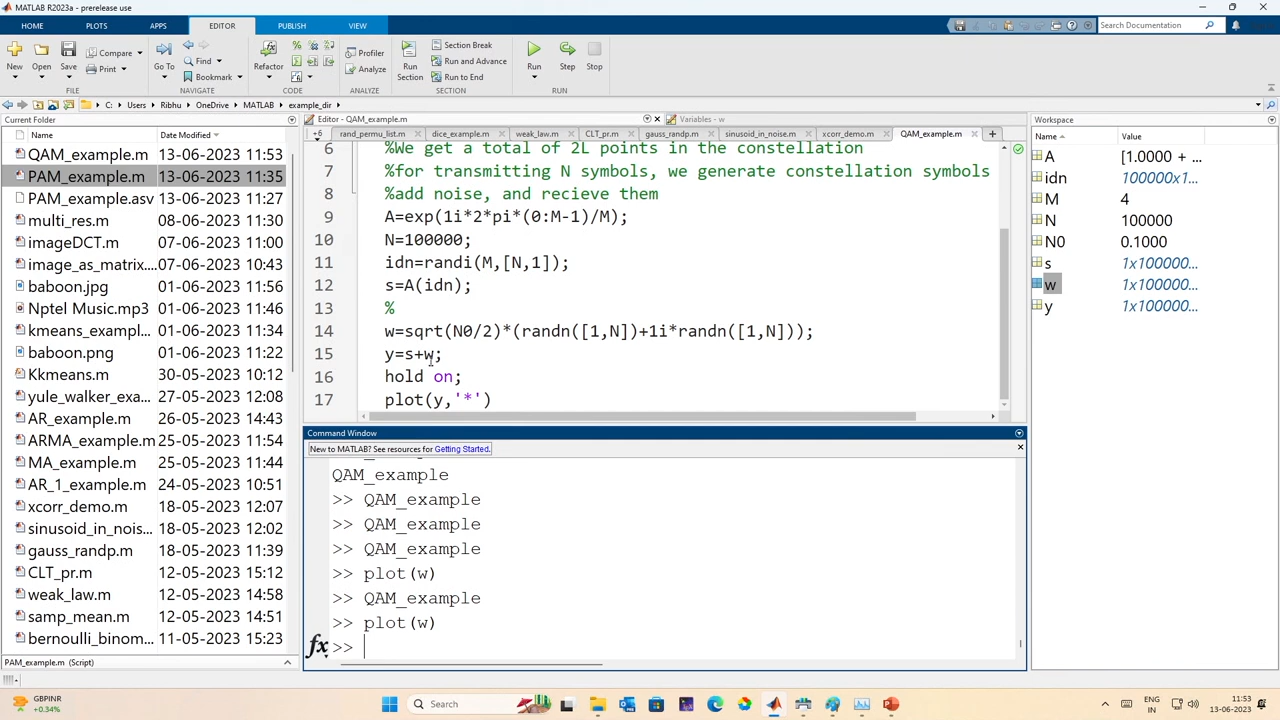 MATLAB R2023a - prerelease use
HOME PLOTS APPS EDITOR PUBLISH VIEW Search Documentation
New Open Save Compare Print Go To Find Bookmark Refactor Profiler Analyze Run Section Section Break Run and Advance Run to End Run Step Stop
FILE NAVIGATE CODE ANALYZE SECTION RUN
C: Users Ribhu OneDrive MATLAB example_dir
Current Folder
Name Date Modified
QAM_example.m 13-06-2023 11:53
PAM_example.m 13-06-2023 11:35
PAM_example.asv 13-06-2023 11:27
multi_res.m 08-06-2023 11:30
imageDCT.m 07-06-2023 11:00
image_as_matrix.... 07-06-2023 10:43
baboon.jpg 07-06-2023 11:11
Nptel Music.mp3 07-06-2023 11:46
kmeans_exampl... 07-06-2023 11:34
baboon.png 07-06-2023 11:22
Kkmeans.m 30-05-2023 10:12
yule_walker_exa... 27-05-2023 12:08
AR_example.m 26-05-2023 14:43
ARMA_example.m 25-05-2023 11:54
MA_example.m 25-05-2023 11:44
AR_1_example.m 24-05-2023 10:51
xcorr_demo.m 18-05-2023 12:07
sinusoid_in_nois... 18-05-2023 12:02
gauss_randp.m 18-05-2023 11:39
CLT_pr.m 12-05-2023 15:12
weak_law.m 12-05-2023 14:58
samp_mean.m 12-05-2023 14:51
bernoulli_binom... 11-05-2023 15:23
PAM_example.m (Script)
Editor - QAM_example.m Variables - w
+6 rand_permu_list.m dice_example.m weak_law.m CLT_pr.m gauss_randp.m sinusoid_in_noise.m xcorr_demo.m QAM_example.m
6 %We get a total of 2L points in the constellation
7 %for transmitting N symbols, we generate constellation symbols
8 %add noise, and recieve them
9 A=exp(1i*2*pi*(0:M-1)/M);
10 N=100000;
11 idn=randi(M,[N,1]);
12 s=A(idn);
13 %
14 w=sqrt(N0/2)*(randn([1,N])+1i*randn([1,N]));
15 y=s+w;
16 hold on;
17 plot(y,'*')
Command Window
New to MATLAB? See resources for Getting Started.
QAM_example
>> QAM_example
>> QAM_example
>> QAM_example
>> plot(w)
>> QAM_example
>> plot(w)
fx >>
Workspace
Name Value
A [1.0000 + ...
idn 100000x1...
M 4
N 100000
N0 0.1000
s 1x100000...
w 1x100000...
y 1x100000...
GBPINR
+0.34%
Search
ENG
IN
11:53
13-06-2023